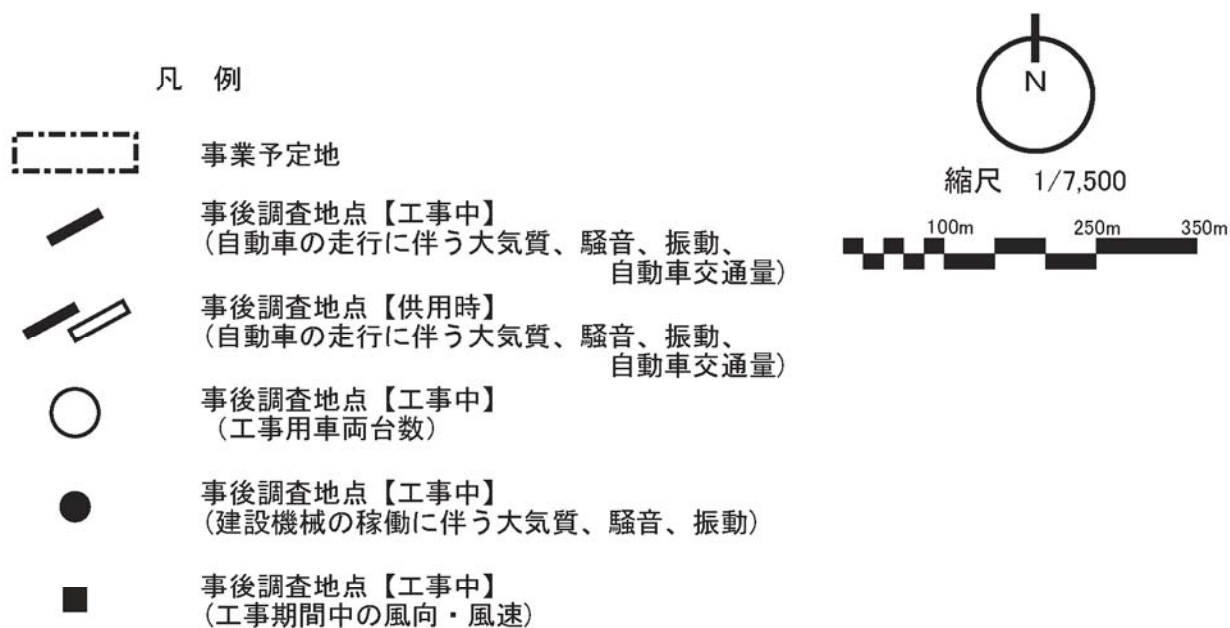 凡 例
事業予定地
事後調査地点【工事中】
(自動車の走行に伴う大気質、騒音、振動、
自動車交通量)
事後調査地点【供用時】
(自動車の走行に伴う大気質、騒音、振動、
自動車交通量)
事後調査地点【工事中】
(工事用車両台数)
事後調査地点【工事中】
(建設機械の稼働に伴う大気質、騒音、振動)
事後調査地点【工事中】
(工事期間中の風向・風速)
N
縮尺 1/7,500
100m 250m 350m